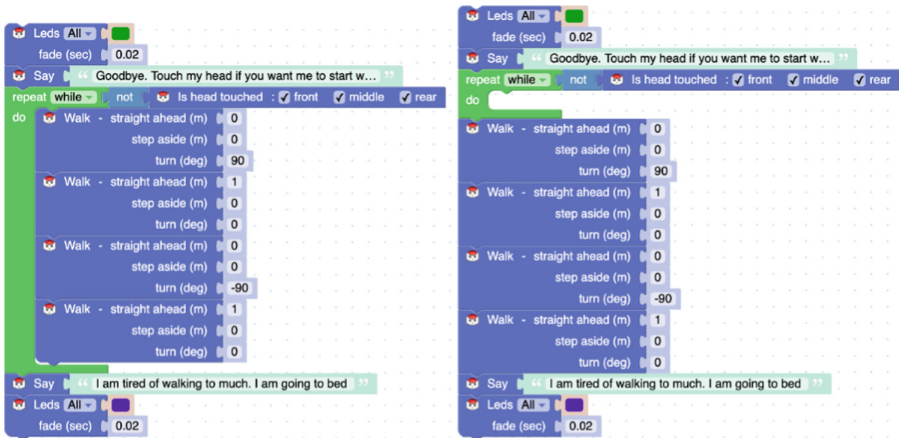 Leds All
fade (sec) 0.02
Say “ Goodbye. Touch my head if you want me to start w... ”
repeat while not Is head touched : front middle rear
do Walk - straight ahead (m) 0
step aside (m) 0
turn (deg) 90
Walk - straight ahead (m) 1
step aside (m) 0
turn (deg) 0
Walk - straight ahead (m) 0
step aside (m) 0
turn (deg) -90
Walk - straight ahead (m) 1
step aside (m) 0
turn (deg) 0
Say “ I am tired of walking to much. I am going to bed ”
Leds All
fade (sec) 0.02
Leds All
fade (sec) 0.02
Say “ Goodbye. Touch my head if you want me to start w... ”
repeat while not Is head touched : front middle rear
do
Walk - straight ahead (m) 0
step aside (m) 0
turn (deg) 90
Walk - straight ahead (m) 1
step aside (m) 0
turn (deg) 0
Walk - straight ahead (m) 0
step aside (m) 0
turn (deg) -90
Walk - straight ahead (m) 1
step aside (m) 0
turn (deg) 0
Say “ I am tired of walking to much. I am going to bed ”
Leds All
fade (sec) 0.02